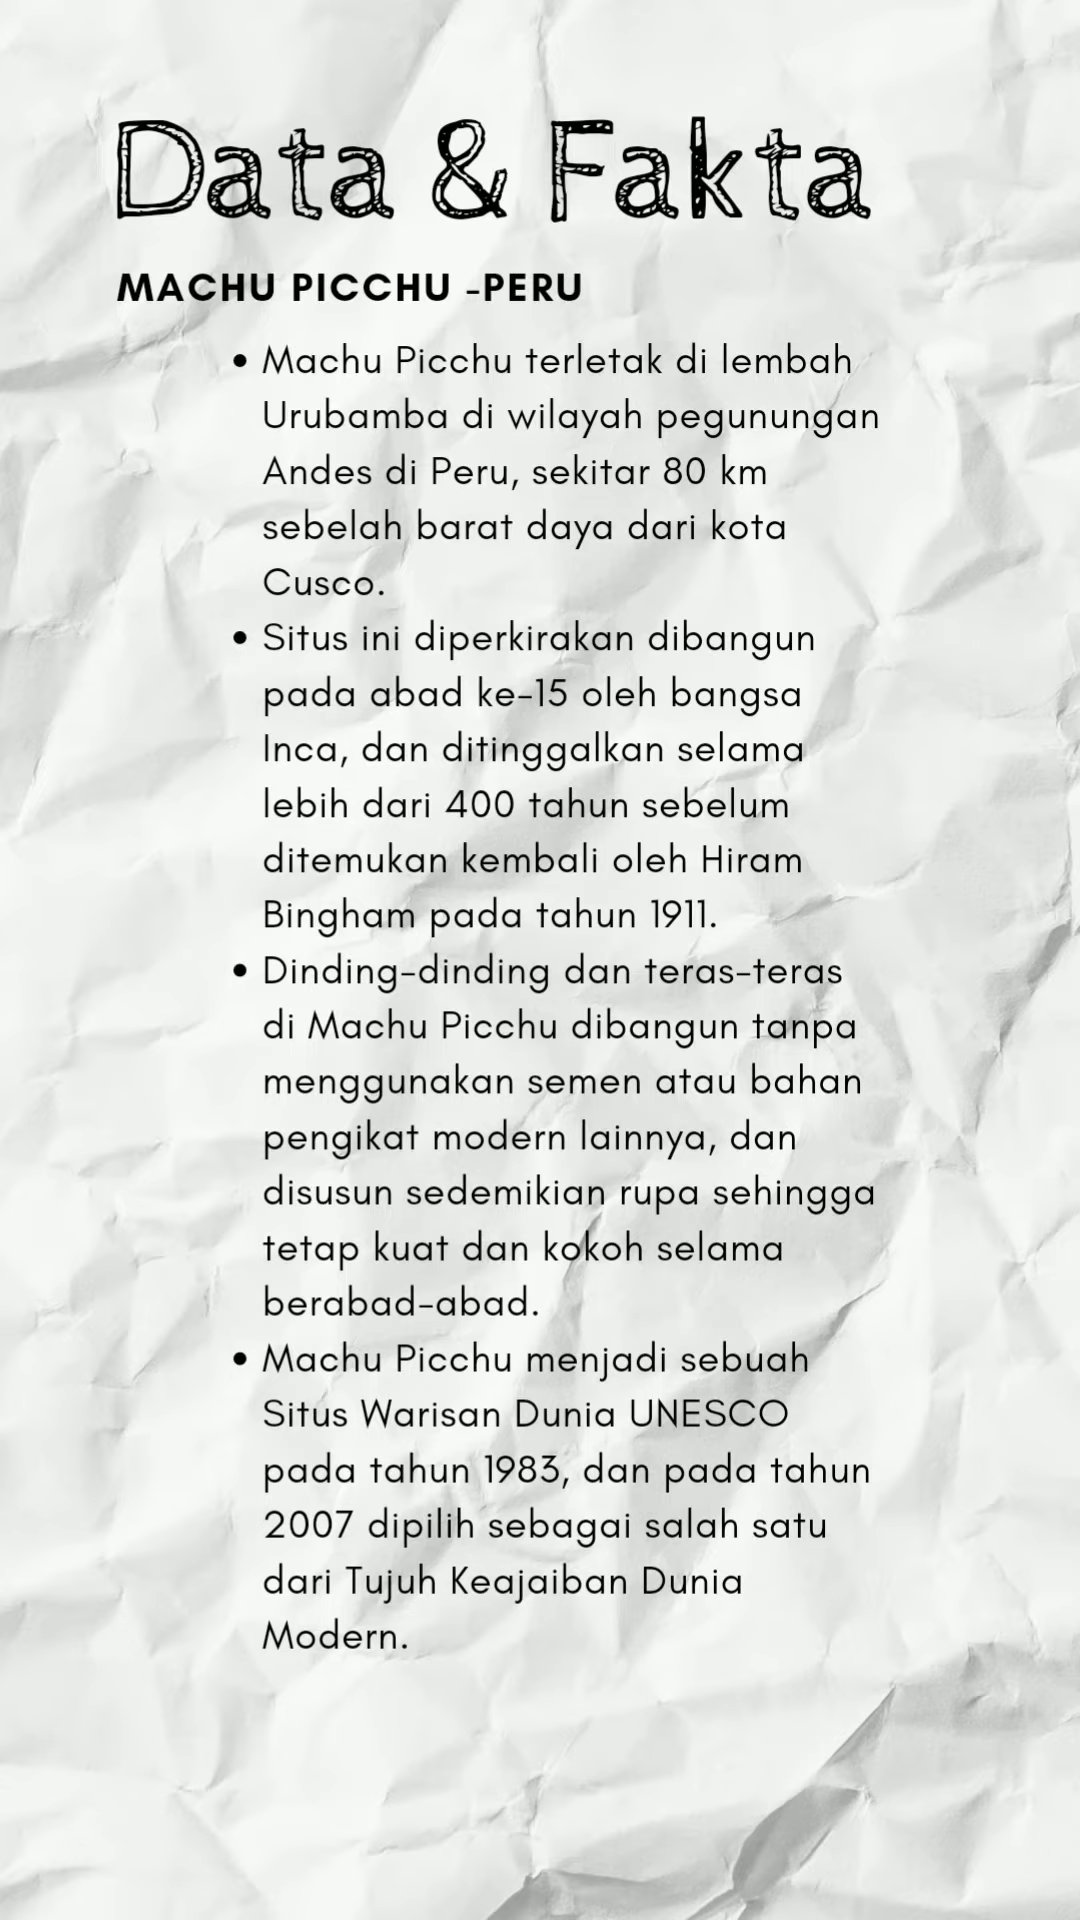 Data & Fakta
MACHU PICCHU -PERU
• Machu Picchu terletak di lembah
Urubamba di wilayah pegunungan
Andes di Peru, sekitar 80 km
sebelah barat daya dari kota
Cusco.
• Situs ini diperkirakan dibangun
pada abad ke-15 oleh bangsa
Inca, dan ditinggalkan selama
lebih dari 400 tahun sebelum
ditemukan kembali oleh Hiram
Bingham pada tahun 1911.
• Dinding-dinding dan teras-teras
di Machu Picchu dibangun tanpa
menggunakan semen atau bahan
pengikat modern lainnya, dan
disusun sedemikian rupa sehingga
tetap kuat dan kokoh selama
berabad-abad.
• Machu Picchu menjadi sebuah
Situs Warisan Dunia UNESCO
pada tahun 1983, dan pada tahun
2007 dipilih sebagai salah satu
dari Tujuh Keajaiban Dunia
Modern.